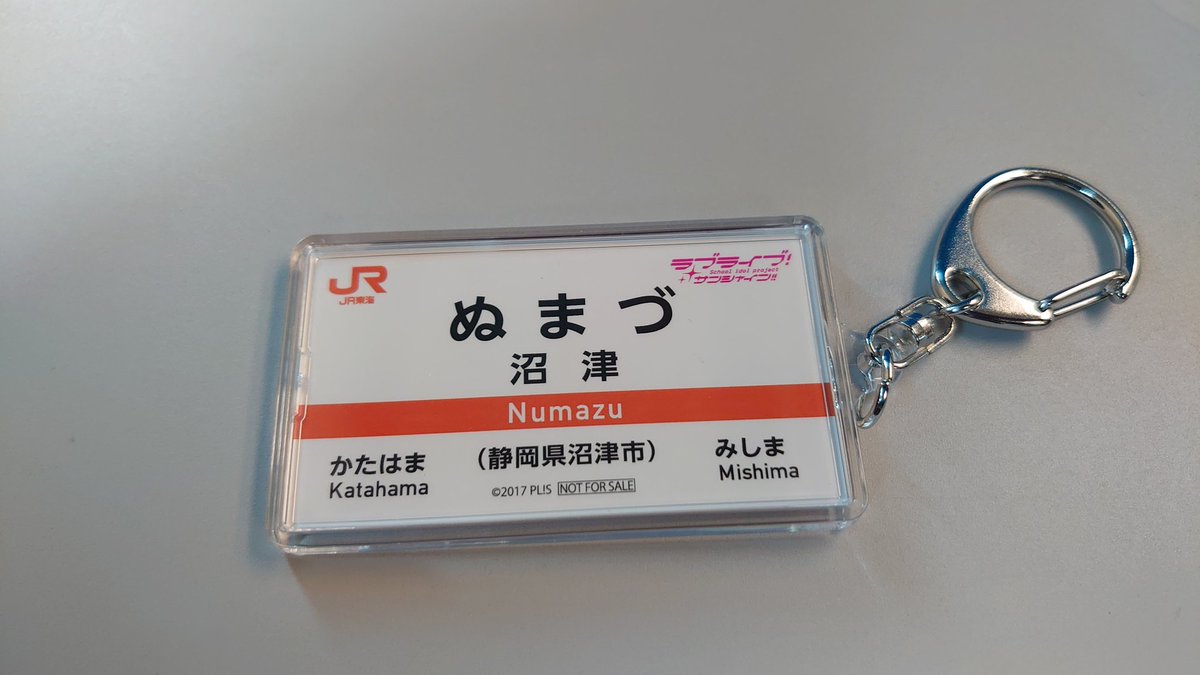 JR
JR東海
ラブライブ!
School idol project
サンシャイン!!
ぬまづ
沼津
Numazu
(静岡県沼津市)
かたはま
Katahama
みしま
Mishima
©2017 PL!S NOT FOR SALE